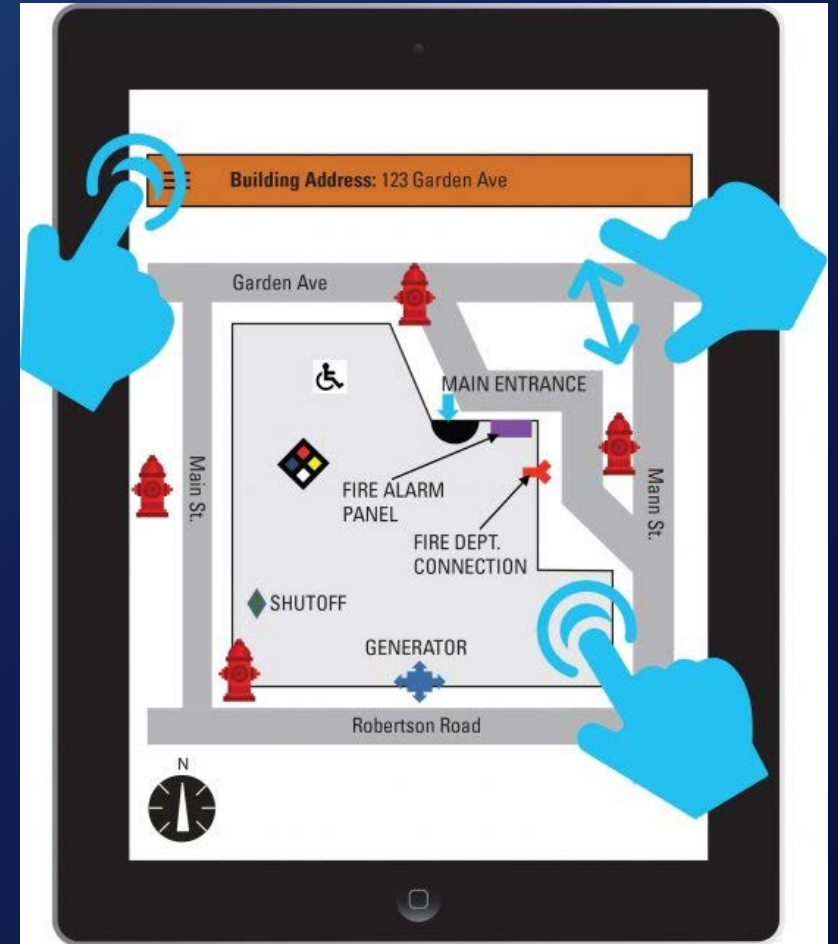 Building Address: 123 Garden Ave
Garden Ave
MAIN ENTRANCE
Main St.
Mann St.
FIRE ALARM
PANEL
FIRE DEPT.
CONNECTION
SHUTOFF
GENERATOR
Robertson Road
N